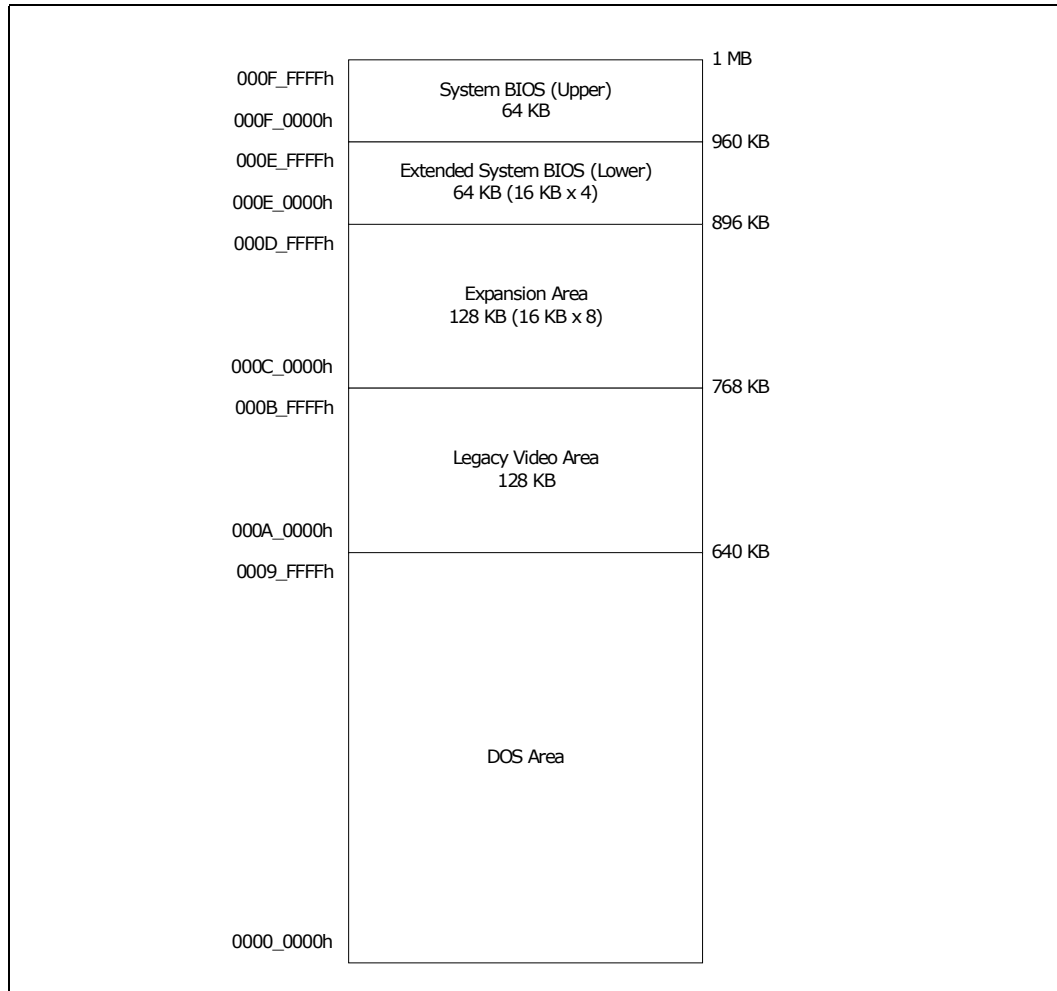 1 MB
000F_FFFFh
System BIOS (Upper)
64 KB
000F_0000h
960 KB
000E_FFFFh
Extended System BIOS (Lower)
64 KB (16 KB x 4)
000E_0000h
896 KB
000D_FFFFh
Expansion Area
128 KB (16 KB x 8)
000C_0000h
768 KB
000B_FFFFh
Legacy Video Area
128 KB
000A_0000h
640 KB
0009_FFFFh
DOS Area
0000_0000h